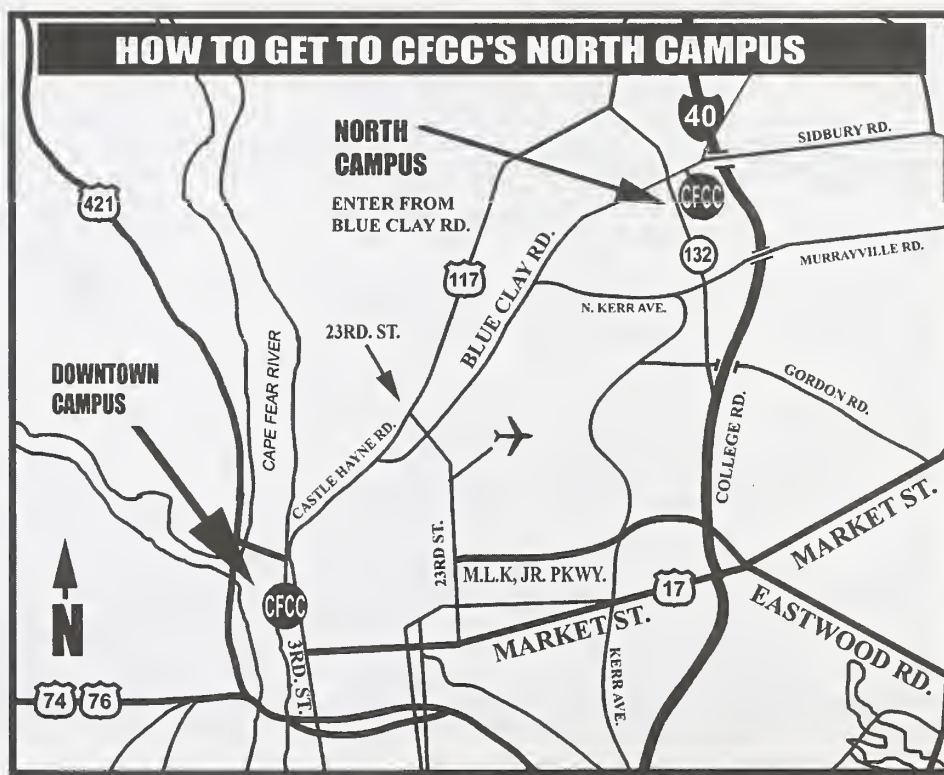 HOW TO GET TO CFCC'S NORTH CAMPUS
40
NORTH
CAMPUS
SIDBURY RD.
ENTER FROM
BLUE CLAY RD.
CFCC
421
132
MURRAYVILLE RD.
117
BLUE CLAY RD.
N. KERR AVE.
23RD. ST.
CAPE FEAR RIVER
DOWNTOWN
CAMPUS
GORDON RD.
CASTLE HAYNE RD.
COLLEGE RD.
MARKET ST.
23RD ST.
M.L.K, JR. PKWY.
17
N
CFCC
MARKET ST.
EASTWOOD RD.
3RD. ST.
KERR AVE.
74 76